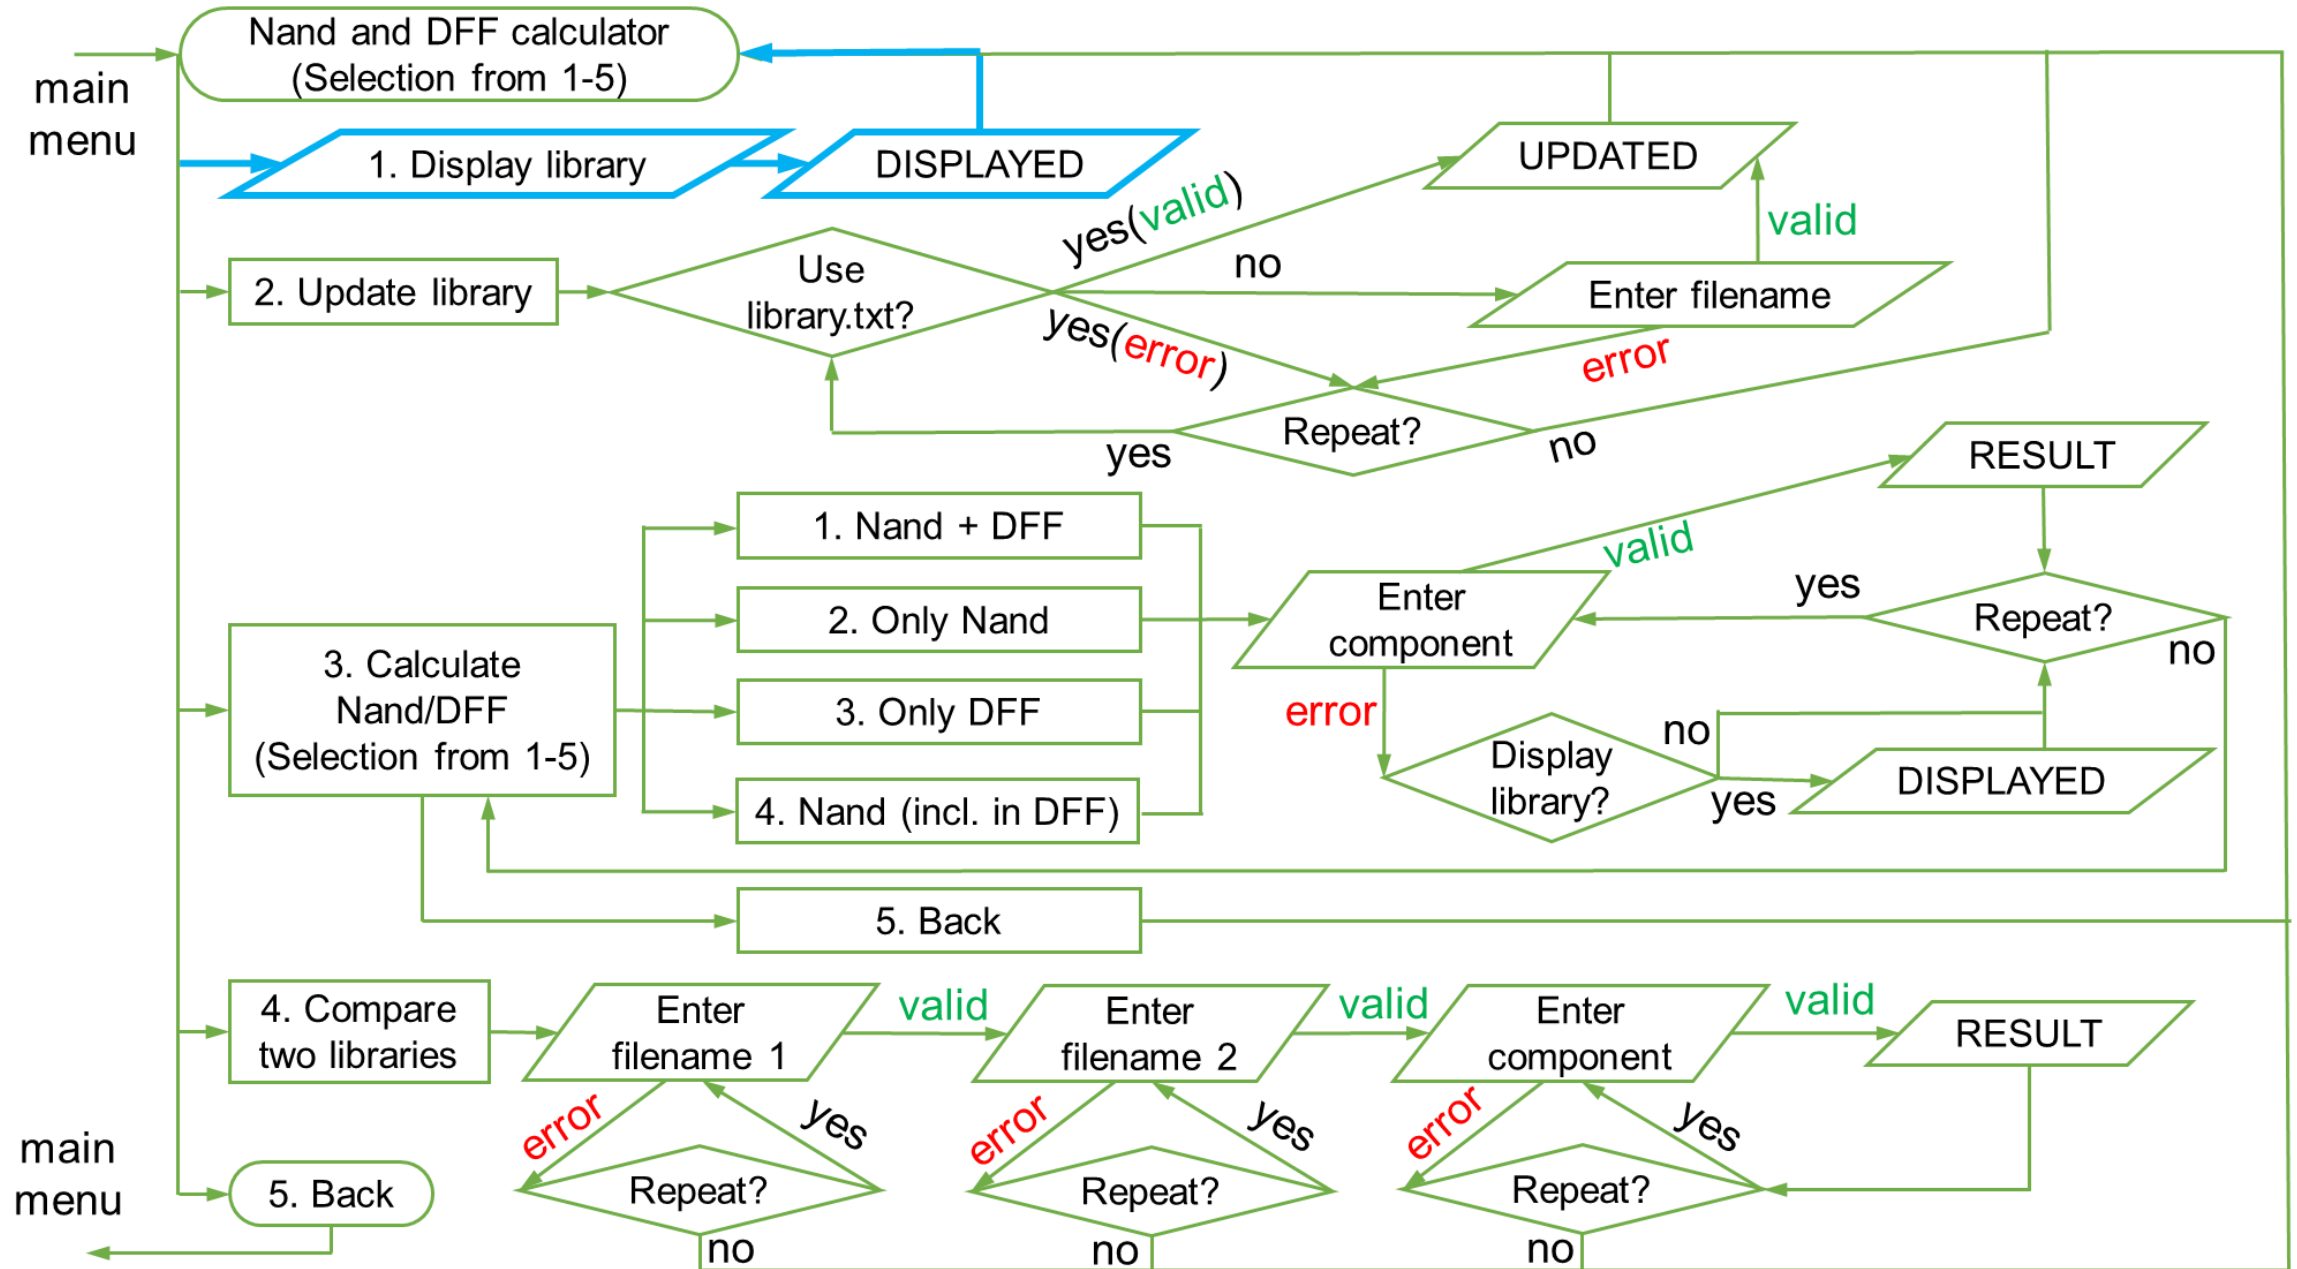 Nand and DFF calculator
(Selection from 1-5)
main
menu
1. Display library
DISPLAYED
UPDATED
yes(valid)
valid
2. Update library
Use
library.txt?
no
Enter filename
yes(error)
error
Repeat?
yes
no
RESULT
1. Nand + DFF
valid
2. Only Nand
Enter
component
yes
Repeat?
no
3. Calculate
Nand/DFF
(Selection from 1-5)
3. Only DFF
error
no
Display
library?
yes
DISPLAYED
4. Nand (incl. in DFF)
5. Back
4. Compare
two libraries
Enter
filename 1
valid
Enter
filename 2
valid
Enter
component
valid
RESULT
error
yes
error
yes
error
yes
main
menu
5. Back
Repeat?
Repeat?
Repeat?
no
no
no